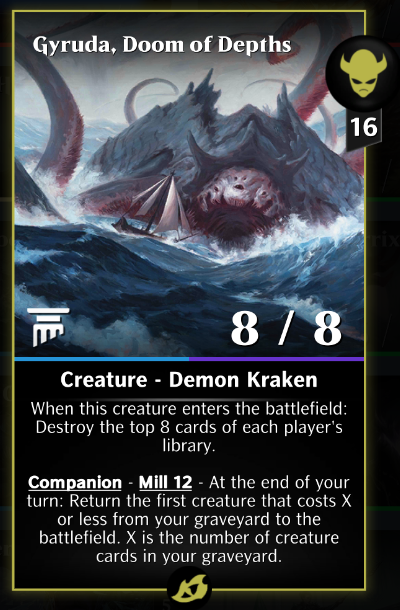 Gyruda, Doom of Depths
16
8 / 8
Creature - Demon Kraken
When this creature enters the battlefield:
Destroy the top 8 cards of each player's
library.
Companion - Mill 12 - At the end of your
turn: Return the first creature that costs X
or less from your graveyard to the
battlefield. X is the number of creature
cards in your graveyard.